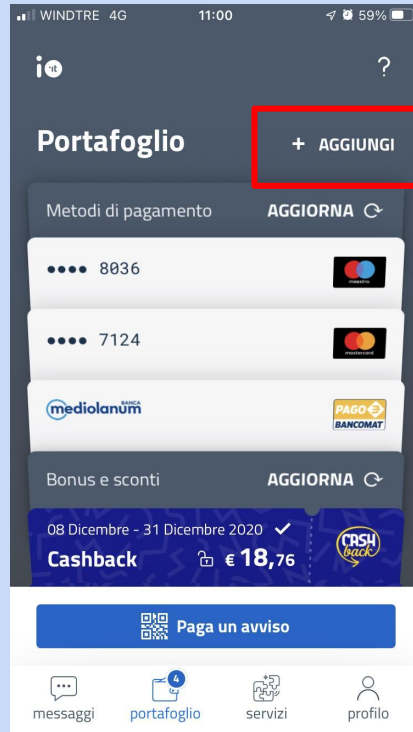 WINDTRE 4G 11:00 59%
io it ?
Portafoglio + AGGIUNGI
Metodi di pagamento AGGIORNA
•••• 8036 maestro
•••• 7124 mastercard
mediolanum BANCA PAGO BANCOMAT
Bonus e sconti AGGIORNA
08 Dicembre - 31 Dicembre 2020
Cashback € 18,76 CASH back
Paga un avviso
4
messaggi portafoglio servizi profilo